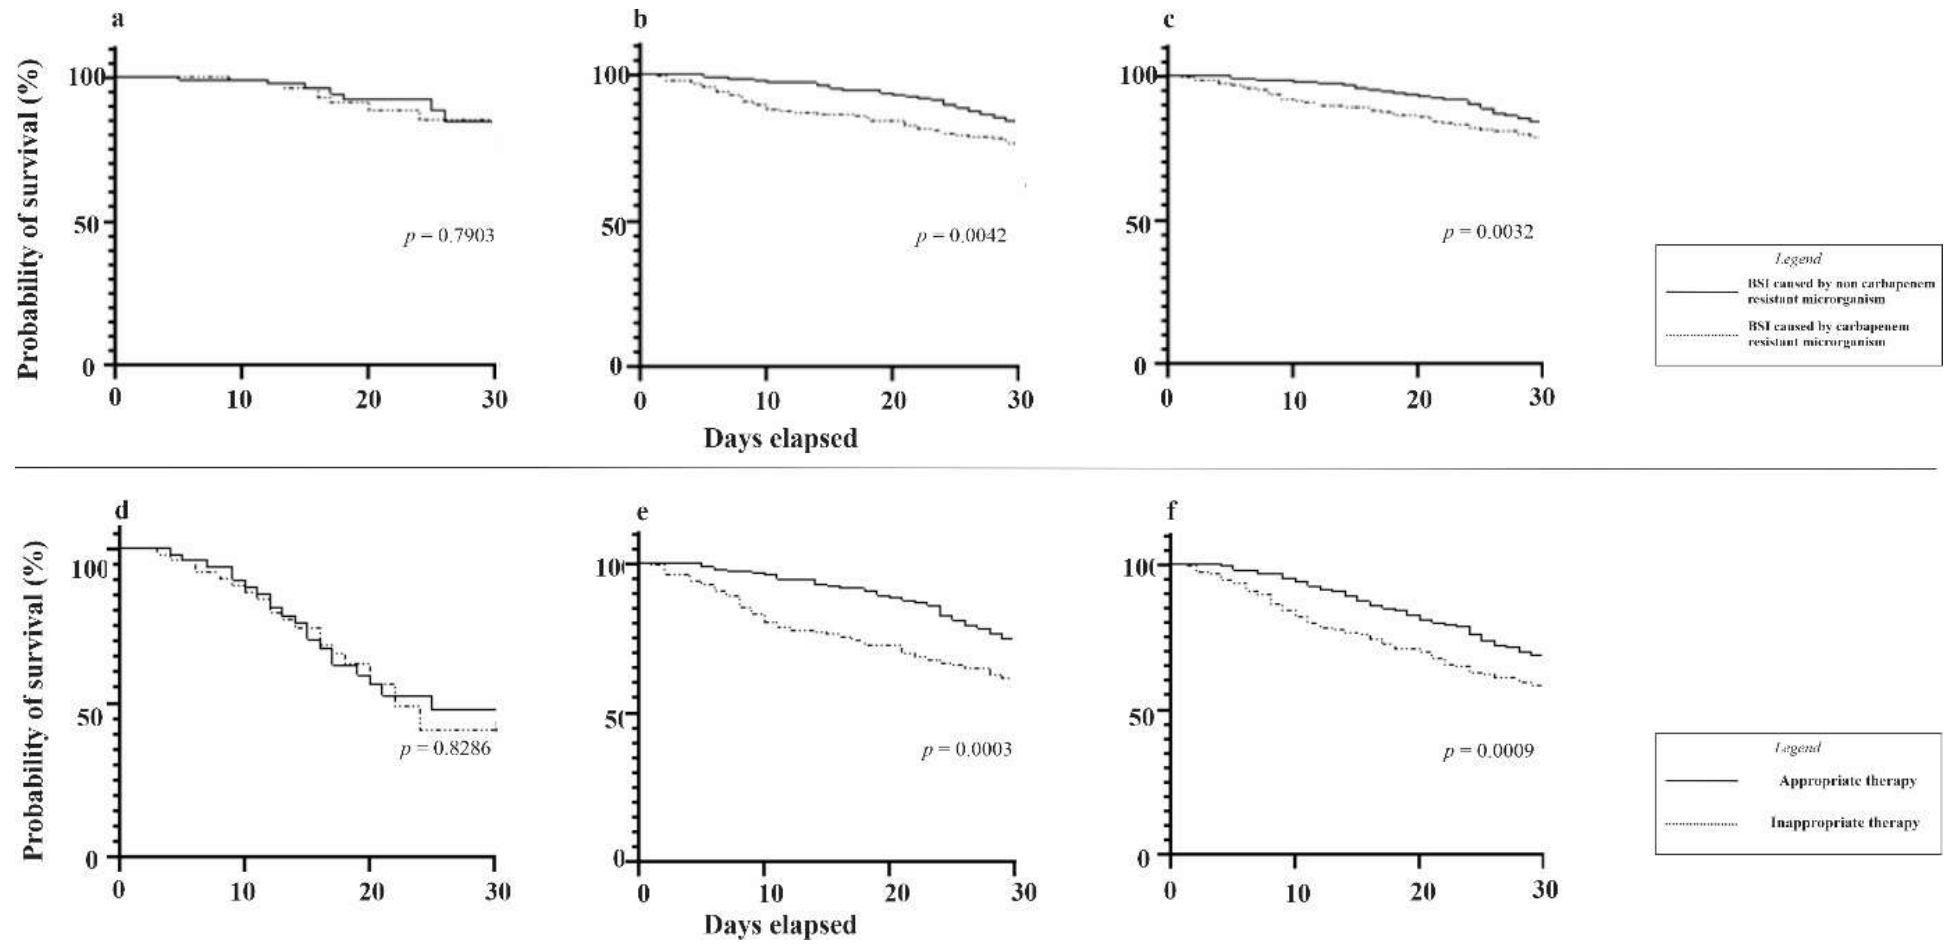 a
b
c
Probability of survival (%)
100
50
0
0
10
20
30
p = 0.7903
100
50
0
0
10
20
30
p = 0.0042
100
50
0
0
10
20
30
p = 0.0032
Days elapsed
Legend
BSI caused by non carbapenem
resistant microrganism
BSI caused by carbapenem
resistant microrganism
d
e
f
Probability of survival (%)
100
50
0
0
10
20
30
p = 0.8286
10
5
0
0
10
20
30
p = 0.0003
10
50
0
0
10
20
30
p = 0.0009
Days elapsed
Legend
Appropriate therapy
Inappropriate therapy